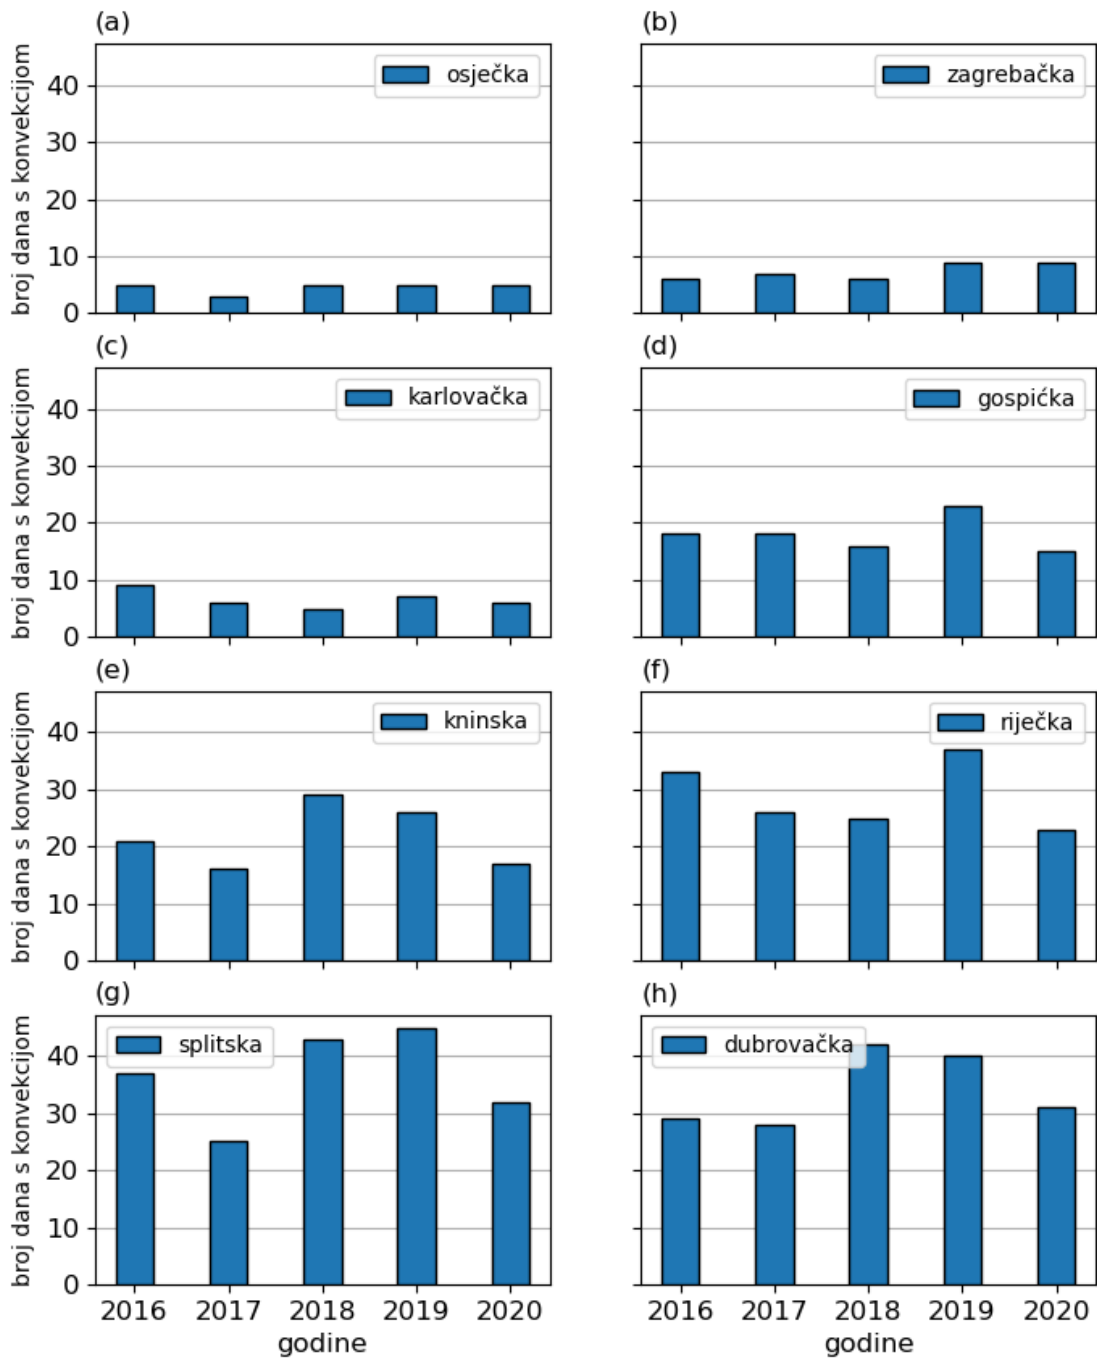 (a)
broj dana s konvekcijom
40
30
20
10
0
osječka
(b)
zagrebačka
(c)
broj dana s konvekcijom
40
30
20
10
0
karlovačka
(d)
gospićka
(e)
broj dana s konvekcijom
40
30
20
10
0
kninska
(f)
riječka
(g)
broj dana s konvekcijom
40
30
20
10
0
splitska
2016 2017 2018 2019 2020
godine
(h)
dubrovačka
2016 2017 2018 2019 2020
godine